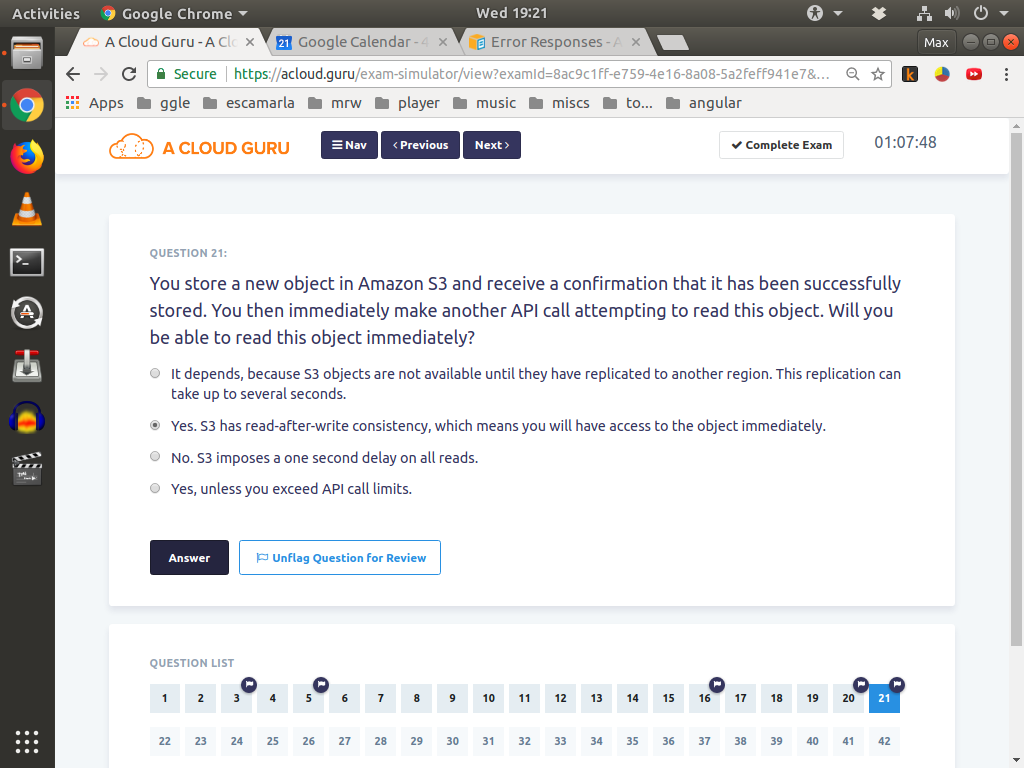 Activities Google Chrome Wed 19:21
A Cloud Guru - A Clo Google Calendar - 4 Error Responses - A Max
Secure https://acloud.guru/exam-simulator/view?examId=8ac9c1ff-e759-4e16-8a08-5a2feff941e7&...
Apps ggle escamarla mrw player music miscs to... angular
A CLOUD GURU Nav Previous Next Complete Exam 01:07:48
QUESTION 21:
You store a new object in Amazon S3 and receive a confirmation that it has been successfully
stored. You then immediately make another API call attempting to read this object. Will you
be able to read this object immediately?
It depends, because S3 objects are not available until they have replicated to another region. This replication can
take up to several seconds.
Yes. S3 has read-after-write consistency, which means you will have access to the object immediately.
No. S3 imposes a one second delay on all reads.
Yes, unless you exceed API call limits.
Answer Unflag Question for Review
QUESTION LIST
1 2 3 4 5 6 7 8 9 10 11 12 13 14 15 16 17 18 19 20 21
22 23 24 25 26 27 28 29 30 31 32 33 34 35 36 37 38 39 40 41 42